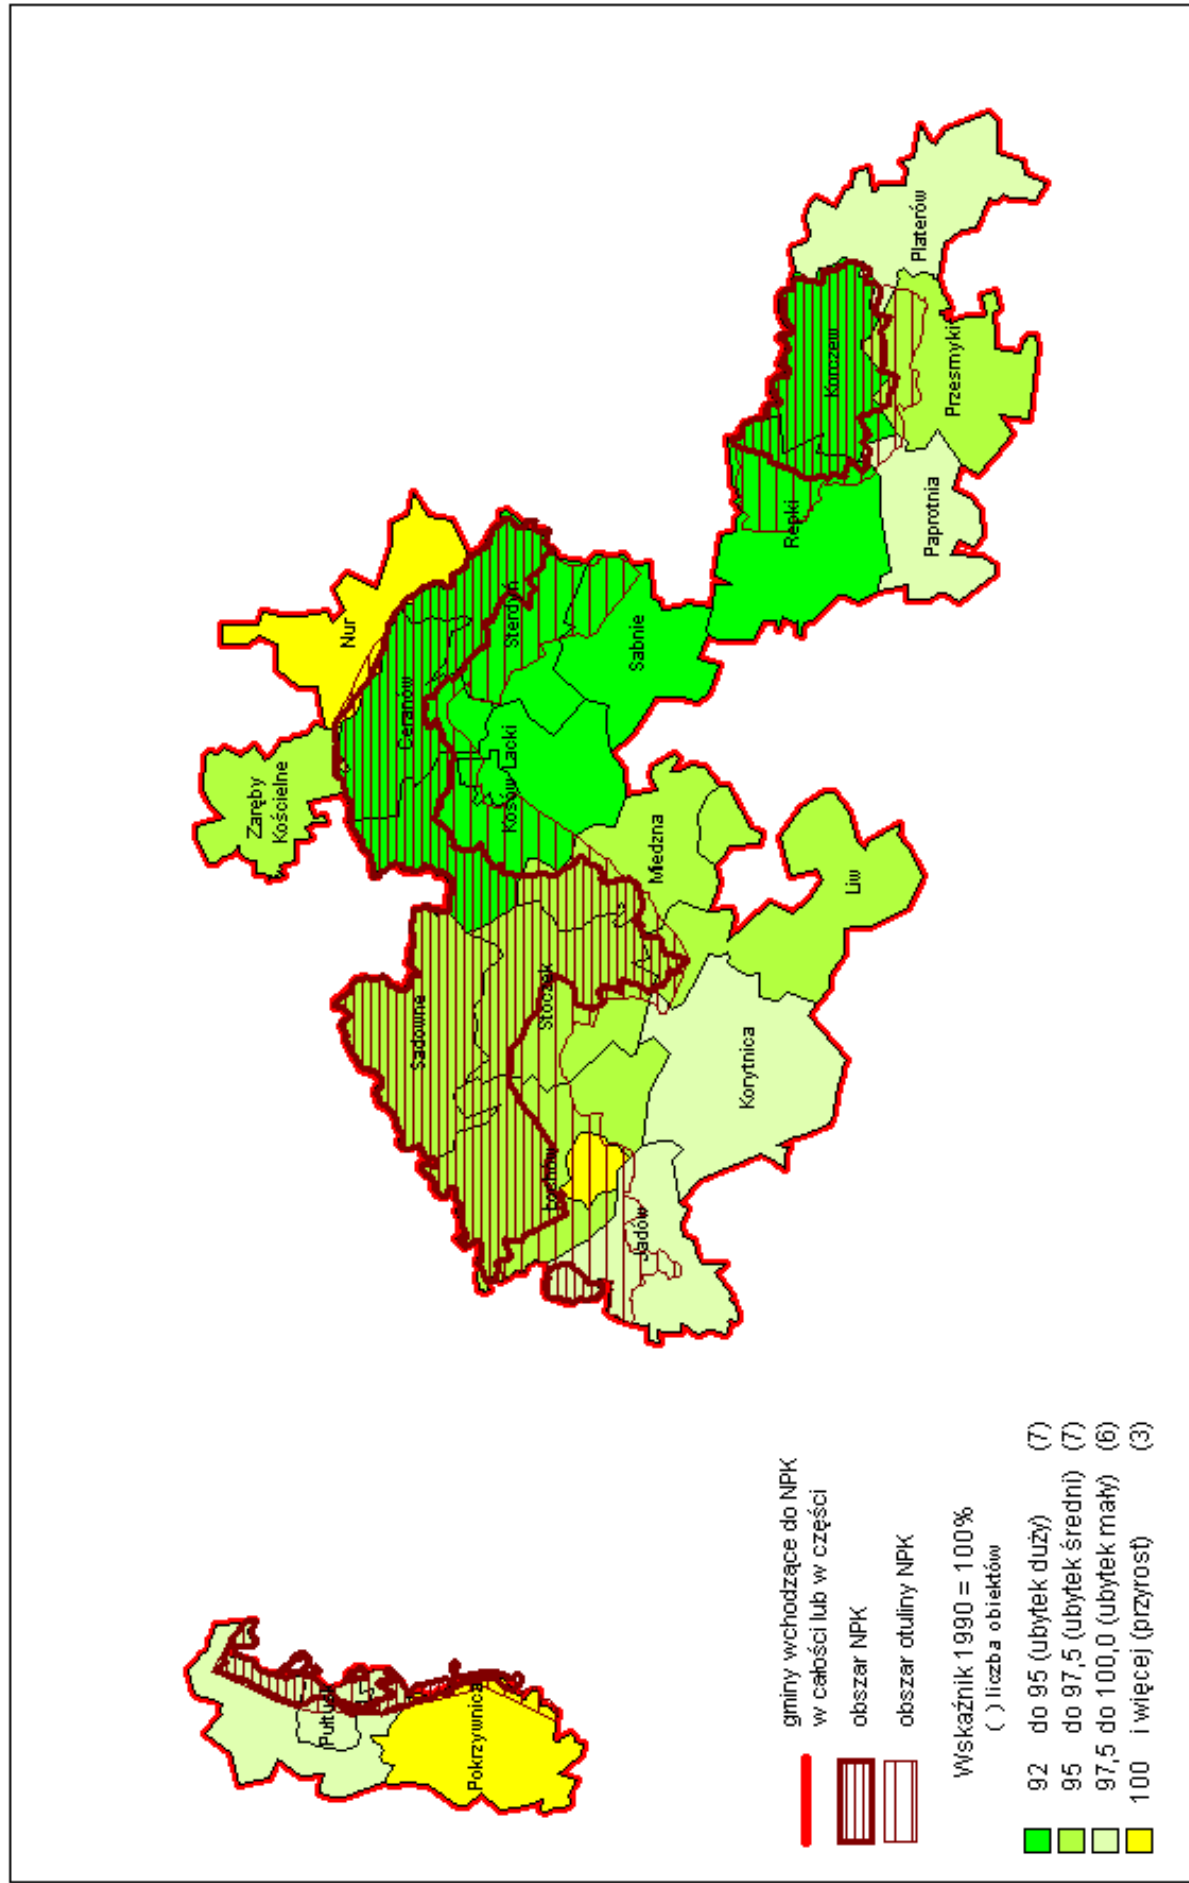 Pułtusk
Pokrzywnica
Zaręby
Kościelne
Nur
Ceranów
Sterdyń
Kosów Lacki
Sabnie
Sadowne
Stoczek
Łochów
Jadów
Miedzna
Liw
Korytnica
Repki
Korczew
Platerów
Przesmyki
Paprotnia
gminy wchodzące do NPK
w całości lub w części
obszar NPK
obszar otuliny NPK
Wskaźnik 1990 = 100%
( ) liczba obiektów
92 do 95 (ubytek duży) (7)
95 do 97,5 (ubytek średni) (7)
97,5 do 100,0 (ubytek mały) (6)
100 i więcej (przyrost) (3)